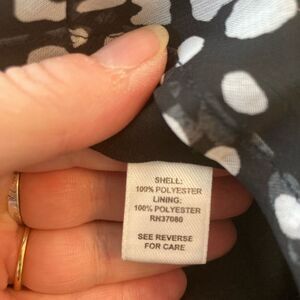 SHELL:
100% POLYESTER
LINING:
100% POLYESTER
RN37080
SEE REVERSE
FOR CARE